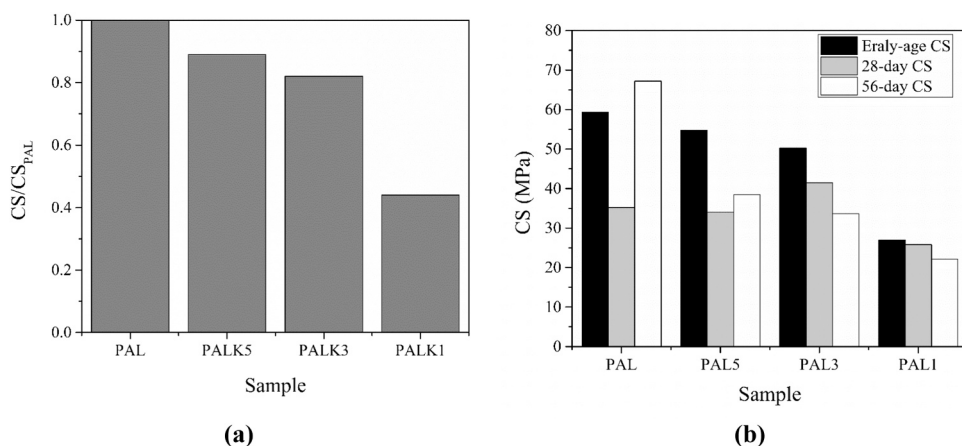 1.0
0.8
0.6
0.4
0.2
0.0
CS/CS_PAL
PAL PALK5 PALK3 PALK1
Sample
(a)
80
70
60
50
40
30
20
10
0
CS (MPa)
Eraly-age CS
28-day CS
56-day CS
PAL PAL5 PAL3 PAL1
Sample
(b)